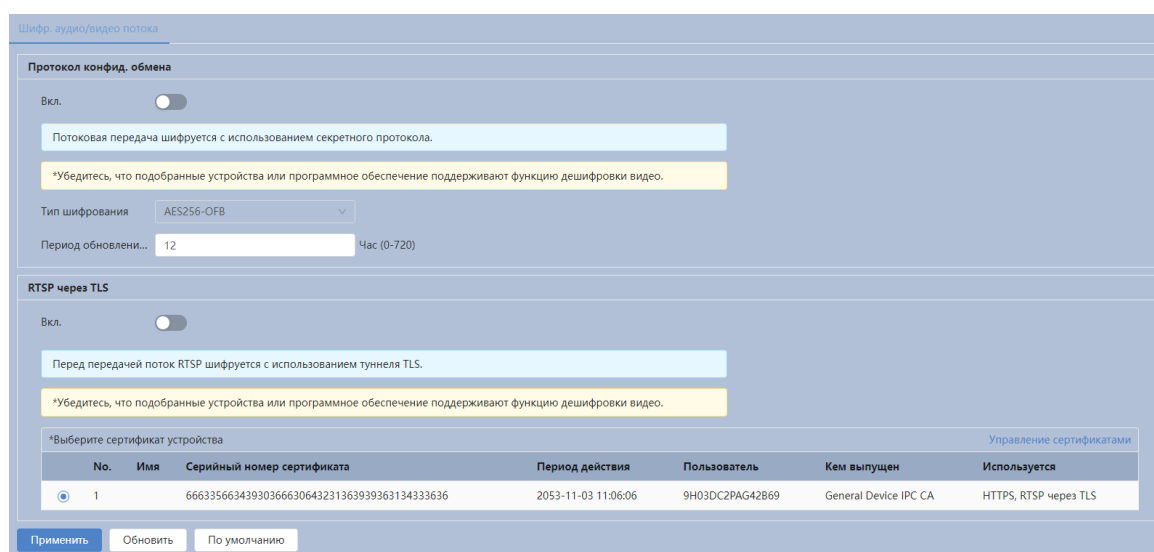 Шифр. аудио/видео потока
Протокол конфид. обмена
Вкл.
Потоковая передача шифруется с использованием секретного протокола.
*Убедитесь, что подобранные устройства или программное обеспечение поддерживают функцию дешифровки видео.
Тип шифрования AES256-OFB
Период обновлени... 12 Час (0-720)
RTSP через TLS
Вкл.
Перед передачей поток RTSP шифруется с использованием туннеля TLS.
*Убедитесь, что подобранные устройства или программное обеспечение поддерживают функцию дешифровки видео.
*Выберите сертификат устройства Управление сертификатами
No. Имя Серийный номер сертификата Период действия Пользователь Кем выпущен Используется
1 66633566343930366630643231363939363134333636 2053-11-03 11:06:06 9H03DC2PAG42B69 General Device IPC CA HTTPS, RTSP через TLS
Применить Обновить По умолчанию